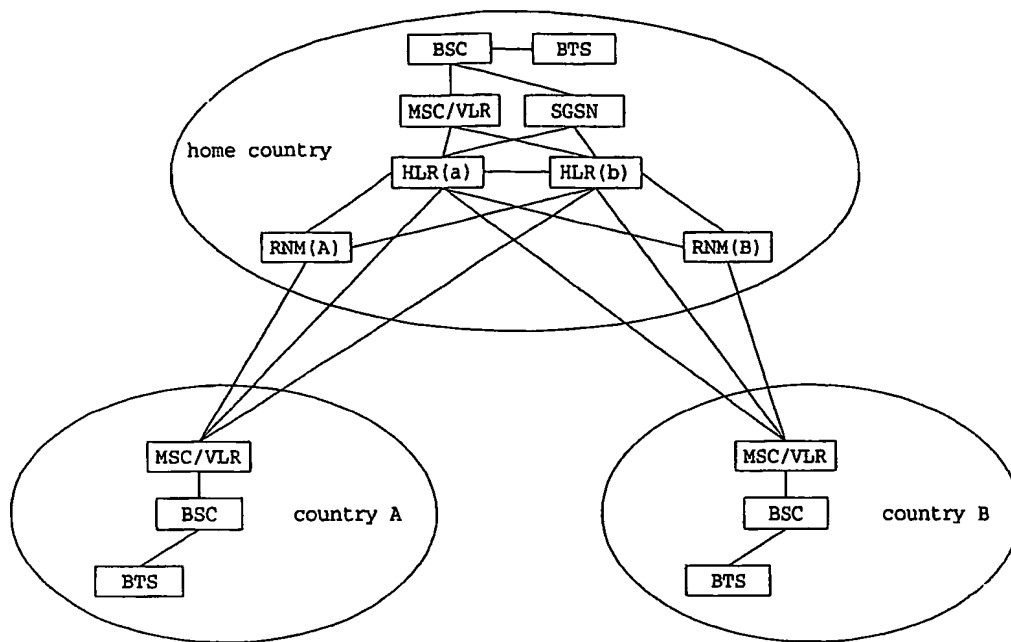 BSC
BTS
MSC/VLR
SGSN
home country
HLR(a)
HLR(b)
RNM(A)
RNM(B)
MSC/VLR
BSC
country A
BTS
MSC/VLR
BSC
country B
BTS